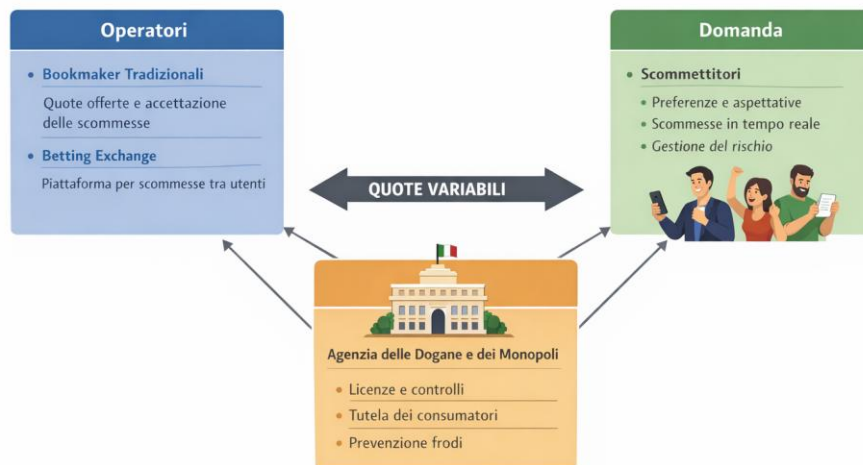 Operatori
Bookmaker Tradizionali
Quote offerte e accettazione
delle scommesse
Betting Exchange
Piattaforma per scommesse tra utenti
QUOTE VARIABILI
Domanda
Scommettitori
Preferenze e aspettative
Scommesse in tempo reale
Gestione del rischio
Agenzia delle Dogane e dei Monopoli
Licenze e controlli
Tutela dei consumatori
Prevenzione frodi